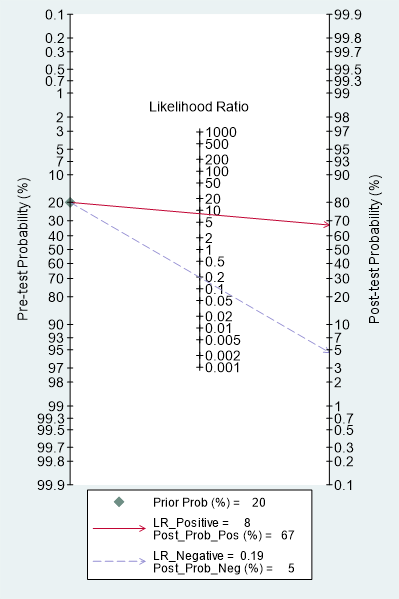 0.1 99.9
0.2 99.8
0.3 99.7
0.5 99.5
0.7 99.3
1 99
Likelihood Ratio
2 98
3 1000 97
500
5 200 95
7 100 93
10 50 90
20 20 80
10
30 5 70
40 2 60
50 1 50
60 0.5 40
70 0.2 30
0.1
80 0.05 20
0.02
90 0.01 10
93 0.005 7
95 0.002 5
97 0.001 3
98 2
99 1
99.3 0.7
99.5 0.5
99.7 0.3
99.8 0.2
99.9 0.1
Pre-test Probability (%)
Post-test Probability (%)
Prior Prob (%) = 20
LR_Positive = 8
Post_Prob_Pos (%) = 67
LR_Negative = 0.19
Post_Prob_Neg (%) = 5